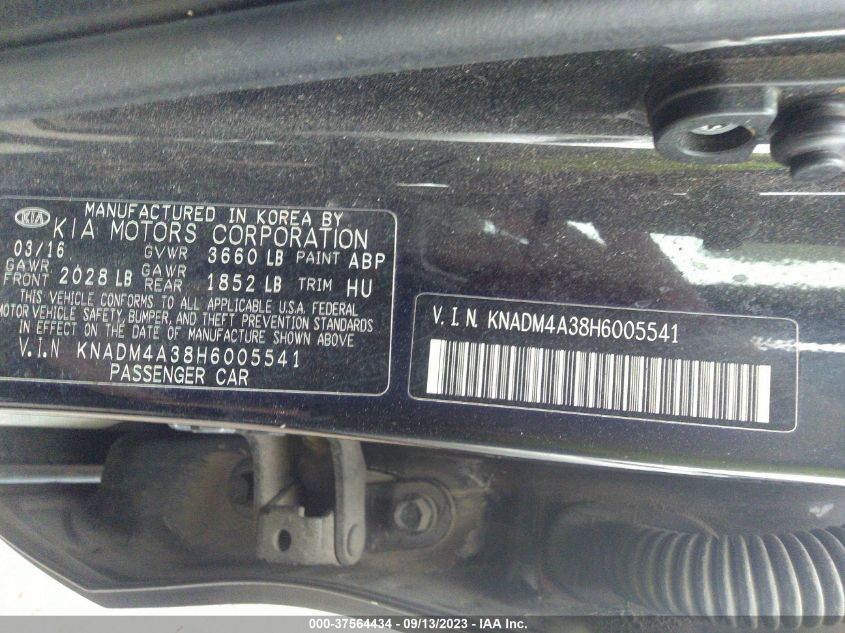 KIA MANUFACTURED IN KOREA BY
KIA MOTORS CORPORATION
03/16 GVWR 3660 LB PAINT ABP
GAWR FRONT 2028 LB GAWR REAR 1852 LB TRIM HU
THIS VEHICLE CONFORMS TO ALL APPLICABLE U.S.A. FEDERAL
MOTOR VEHICLE SAFETY, BUMPER, AND THEFT PREVENTION STANDARDS
IN EFFECT ON THE DATE OF MANUFACTURE SHOWN ABOVE
V.I.N KNADM4A38H6005541
PASSENGER CAR
V.I.N. KNADM4A38H6005541
000-37564434 - 09/13/2023 - IAA Inc.